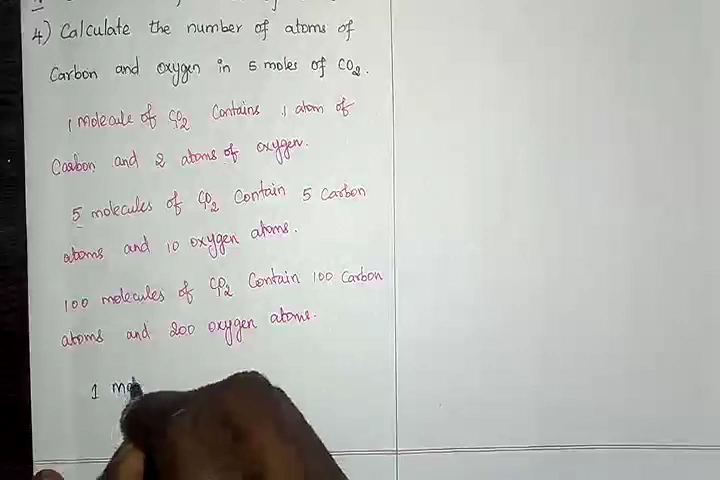 4) Calculate the number of atoms of
Carbon and oxygen in 5 moles of CO2.
1 molecule of CO2 Contains 1 atom of
Carbon and 2 atoms of oxygen.
5 molecules of CO2 Contain 5 Carbon
atoms and 10 oxygen atoms.
100 molecules of CO2 Contain 100 Carbon
atoms and 200 oxygen atoms.
1 mo